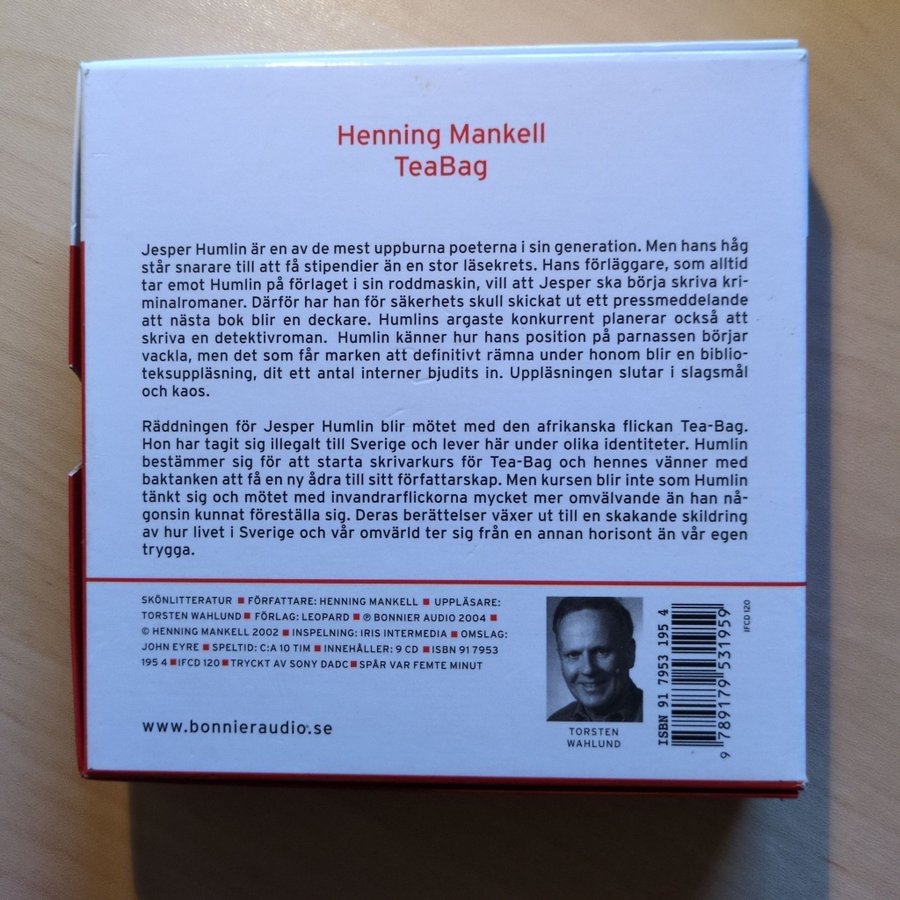 Henning Mankell
TeaBag
Jesper Humlin är en av de mest uppburna poeterna i sin generation. Men hans håg
står snarare till att få stipendier än en stor läsekrets. Hans förläggare, som alltid
tar emot Humlin på förlaget i sin roddmaskin, vill att Jesper ska börja skriva kri-
minalromaner. Därför har han för säkerhets skull skickat ut ett pressmeddelande
att nästa bok blir en deckare. Humlins argaste konkurrent planerar också att
skriva en detektivroman. Humlin känner hur hans position på parnassen börjar
vackla, men det som får marken att definitivt rämna under honom blir en biblio-
teksuppläsning, dit ett antal interner bjudits in. Uppläsningen slutar i slagsmål
och kaos.
Räddningen för Jesper Humlin blir mötet med den afrikanska flickan Tea-Bag.
Hon har tagit sig illegalt till Sverige och lever här under olika identiteter. Humlin
bestämmer sig för att starta skrivarkurs för Tea-Bag och hennes vänner med
baktanken att få en ny ådra till sitt författarskap. Men kursen blir inte som Humlin
tänkt sig och mötet med invandrarflickorna mycket mer omvälvande än han nå-
gonsin kunnat föreställa sig. Deras berättelser växer ut till en skakande skildring
av hur livet i Sverige och vår omvärld ter sig från en annan horisont än vår egen
trygga.
SKÖNLITTERATUR ■ FÖRFATTARE: HENNING MANKELL ■ UPPLÄSARE:
TORSTEN WAHLUND ■ FÖRLAG: LEOPARD ■ ℗ BONNIER AUDIO 2004 ■
© HENNING MANKELL 2002 ■ INSPELNING: IRIS INTERMEDIA ■ OMSLAG:
JOHN EYRE ■ SPELTID: C:A 10 TIM ■ INNEHÅLLER: 9 CD ■ ISBN 91 7953
195 4 ■ IFCD 120 ■ TRYCKT AV SONY DADC ■ SPÅR VAR FEMTE MINUT
www.bonnieraudio.se
TORSTEN
WAHLUND
ISBN 91 7953 195 4
9 789179 531959
IFCD 120